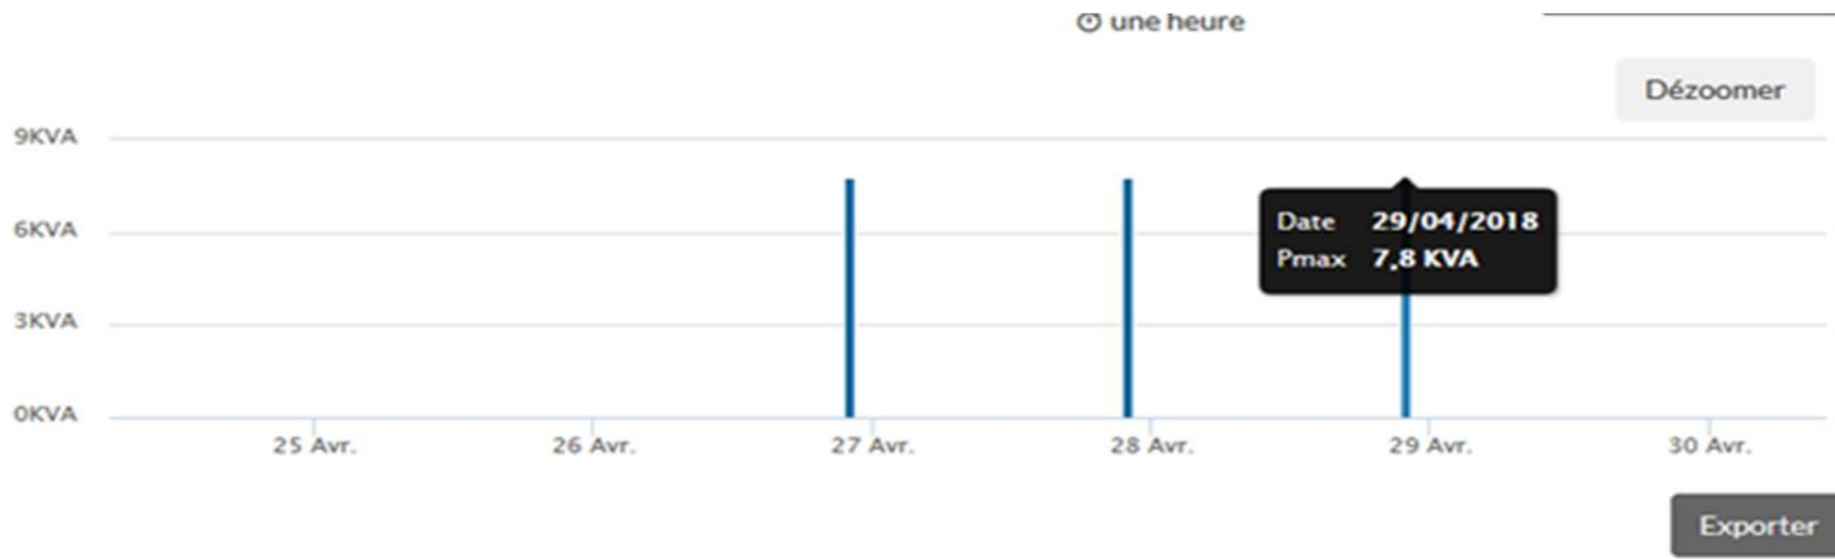 une heure
Dézoomer
9KVA
6KVA
3KVA
0KVA
Date 29/04/2018
Pmax 7,8 KVA
25 Avr. 26 Avr. 27 Avr. 28 Avr. 29 Avr. 30 Avr.
Exporter